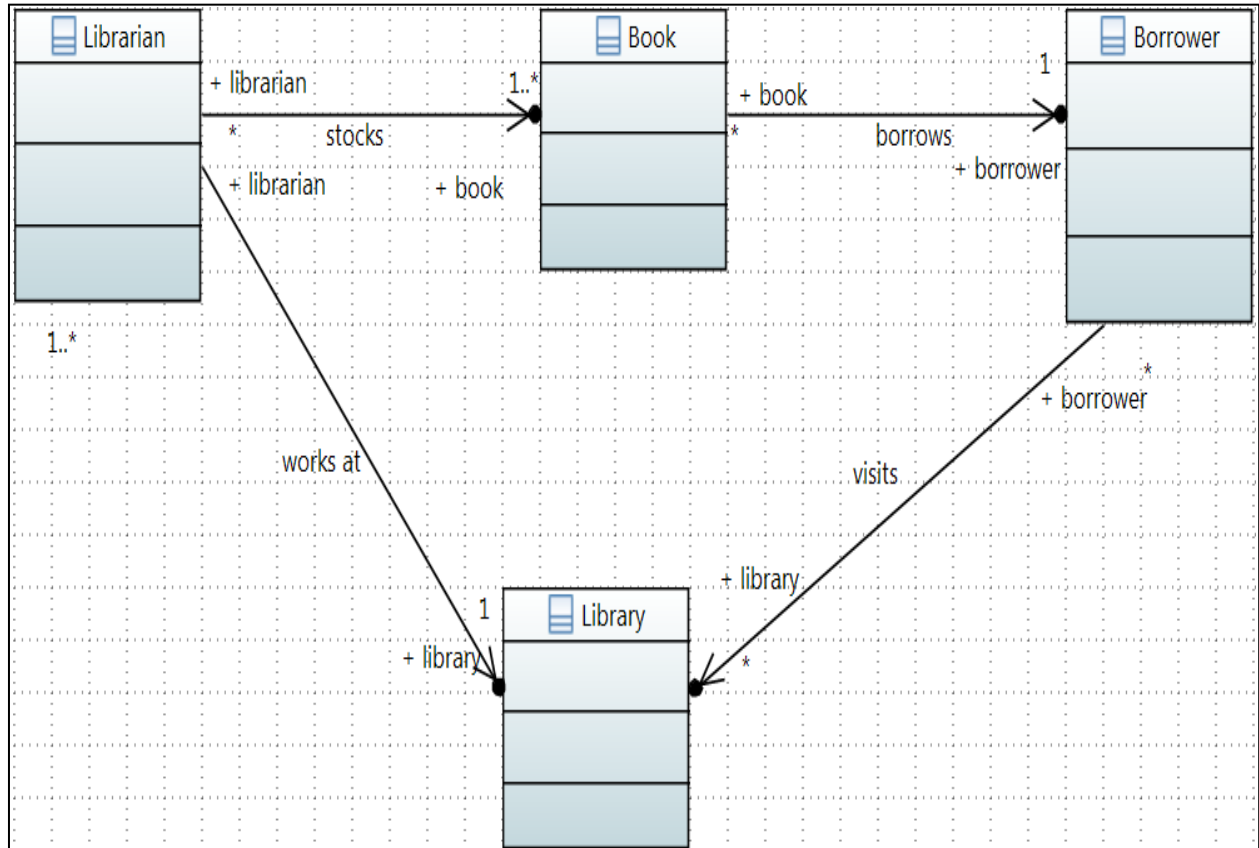 Librarian
Book
Borrower
+ librarian
1..*
+ book
1
*
stocks
*
borrows
+ librarian
+ book
+ borrower
1..*
*
+ borrower
works at
visits
+ library
1
Library
+ library
*